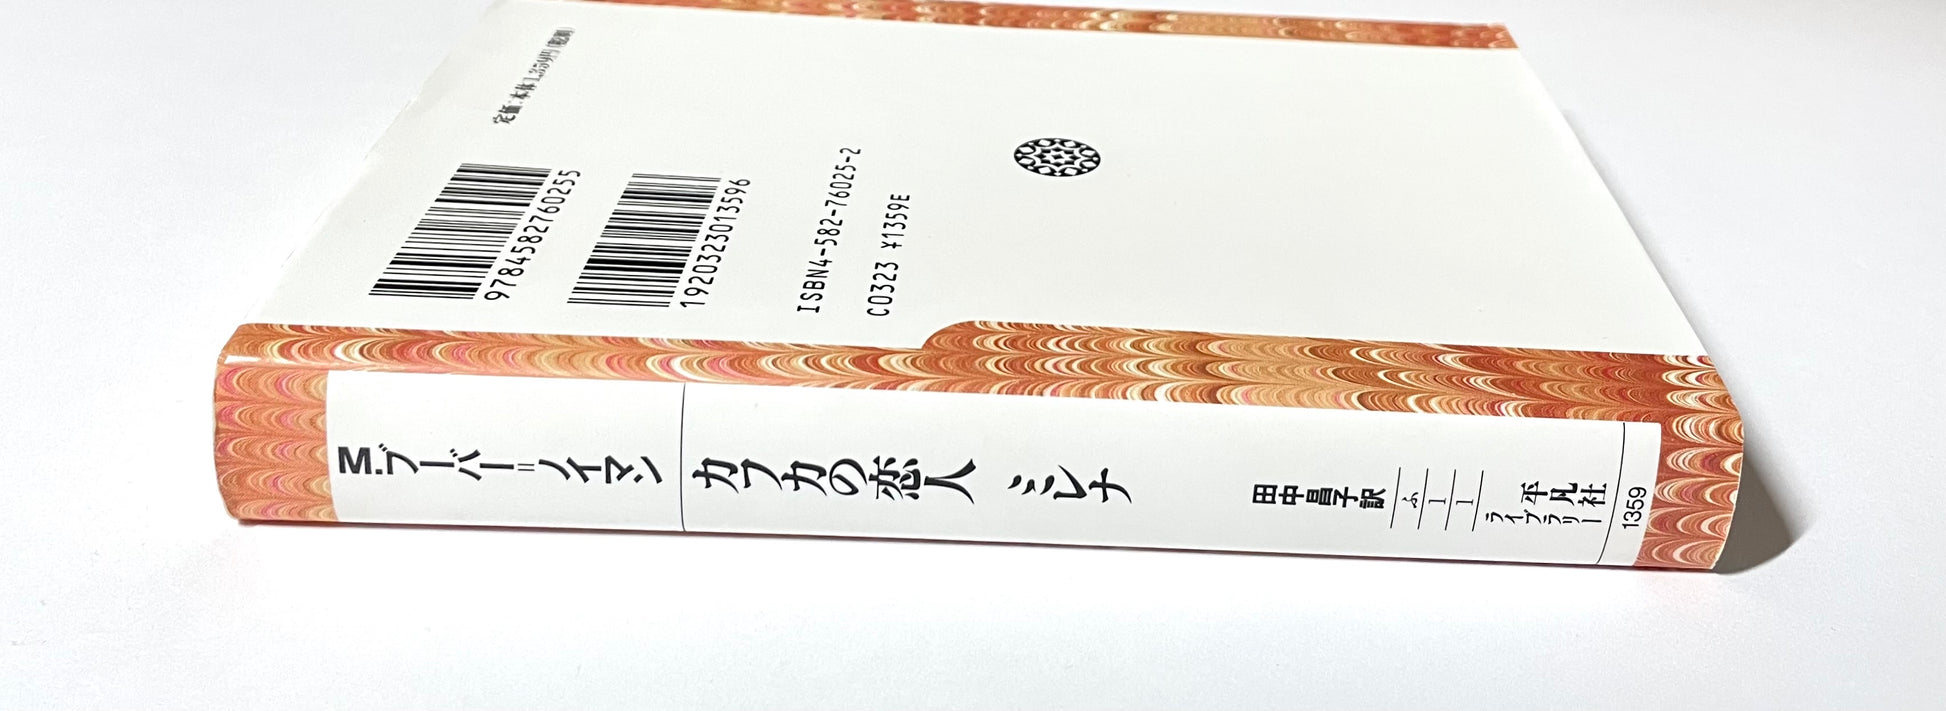 定価：本体1,359円(税別)
9784582760255
1920323013596
ISBN4-582-76025-2
C0323 ¥1359E
M.ブーバー=ノイマン
カフカの恋人 ミレナ
田中昌子訳
ふ
1
1
平凡社
ライブラリー
1359